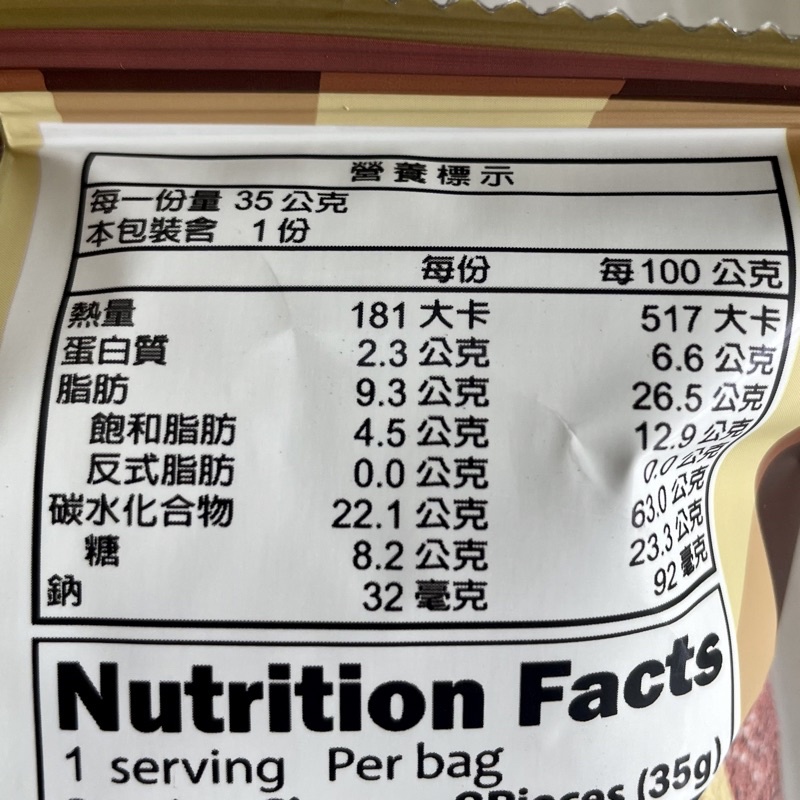 營養標示
每一份量 35 公克
本包裝含 1 份
每份 每100 公克
熱量 181 大卡 517 大卡
蛋白質 2.3 公克 6.6 公克
脂肪 9.3 公克 26.5 公克
飽和脂肪 4.5 公克 12.9 公克
反式脂肪 0.0 公克 0.0 公克
碳水化合物 22.1 公克 63.0 公克
糖 8.2 公克 23.3 公克
鈉 32 毫克 92 毫克
Nutrition Facts
1 serving Per bag
(35g)